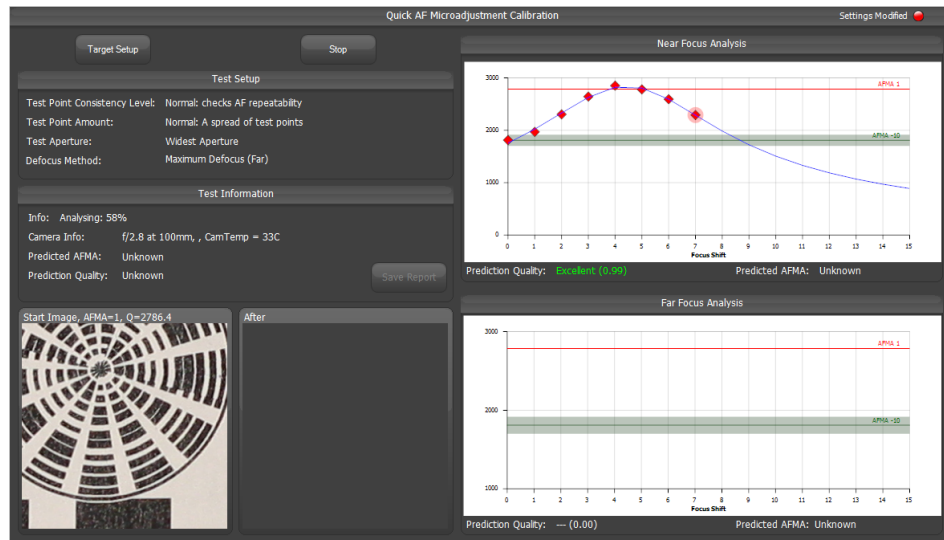 Quick AF Microadjustment Calibration
Settings Modified
Target Setup
Stop
Test Setup
Test Point Consistency Level: Normal: checks AF repeatability
Test Point Amount: Normal: A spread of test points
Test Aperture: Widest Aperture
Defocus Method: Maximum Defocus (Far)
Test Information
Info: Analysing: 58%
Camera Info: f/2.8 at 100mm, , CamTemp = 33C
Predicted AFMA: Unknown
Prediction Quality: Unknown
Save Report
Start Image, AFMA=1, Q=2786.4
After
Near Focus Analysis
3000
AFMA 1
2000
AFMA -10
1000
0
0 1 2 3 4 5 6 7 8 9 10 11 12 13 14 15
Focus Shift
Prediction Quality: Excellent (0.99) Predicted AFMA: Unknown
Far Focus Analysis
3000
AFMA 1
2000
AFMA -10
1000
0 1 2 3 4 5 6 7 8 9 10 11 12 13 14 15
Focus Shift
Prediction Quality: --- (0.00) Predicted AFMA: Unknown